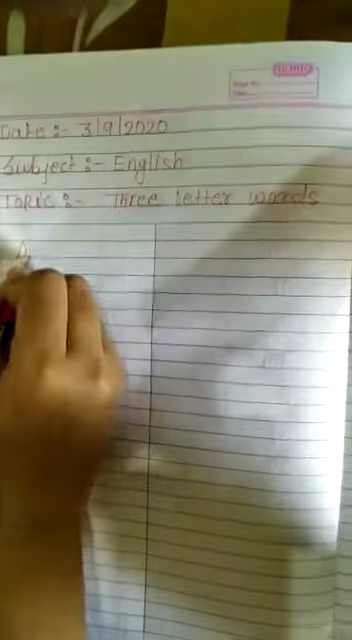 Date :- 3|9|2020
Subject :- English
Topic :- Three letter words
A